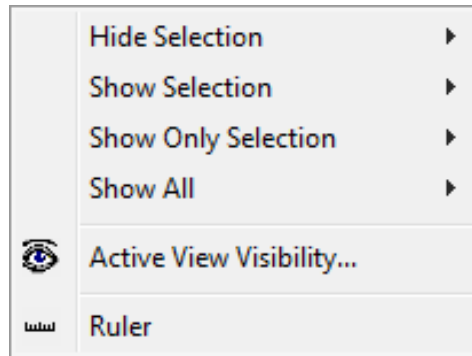 Hide Selection
Show Selection
Show Only Selection
Show All
Active View Visibility...
Ruler